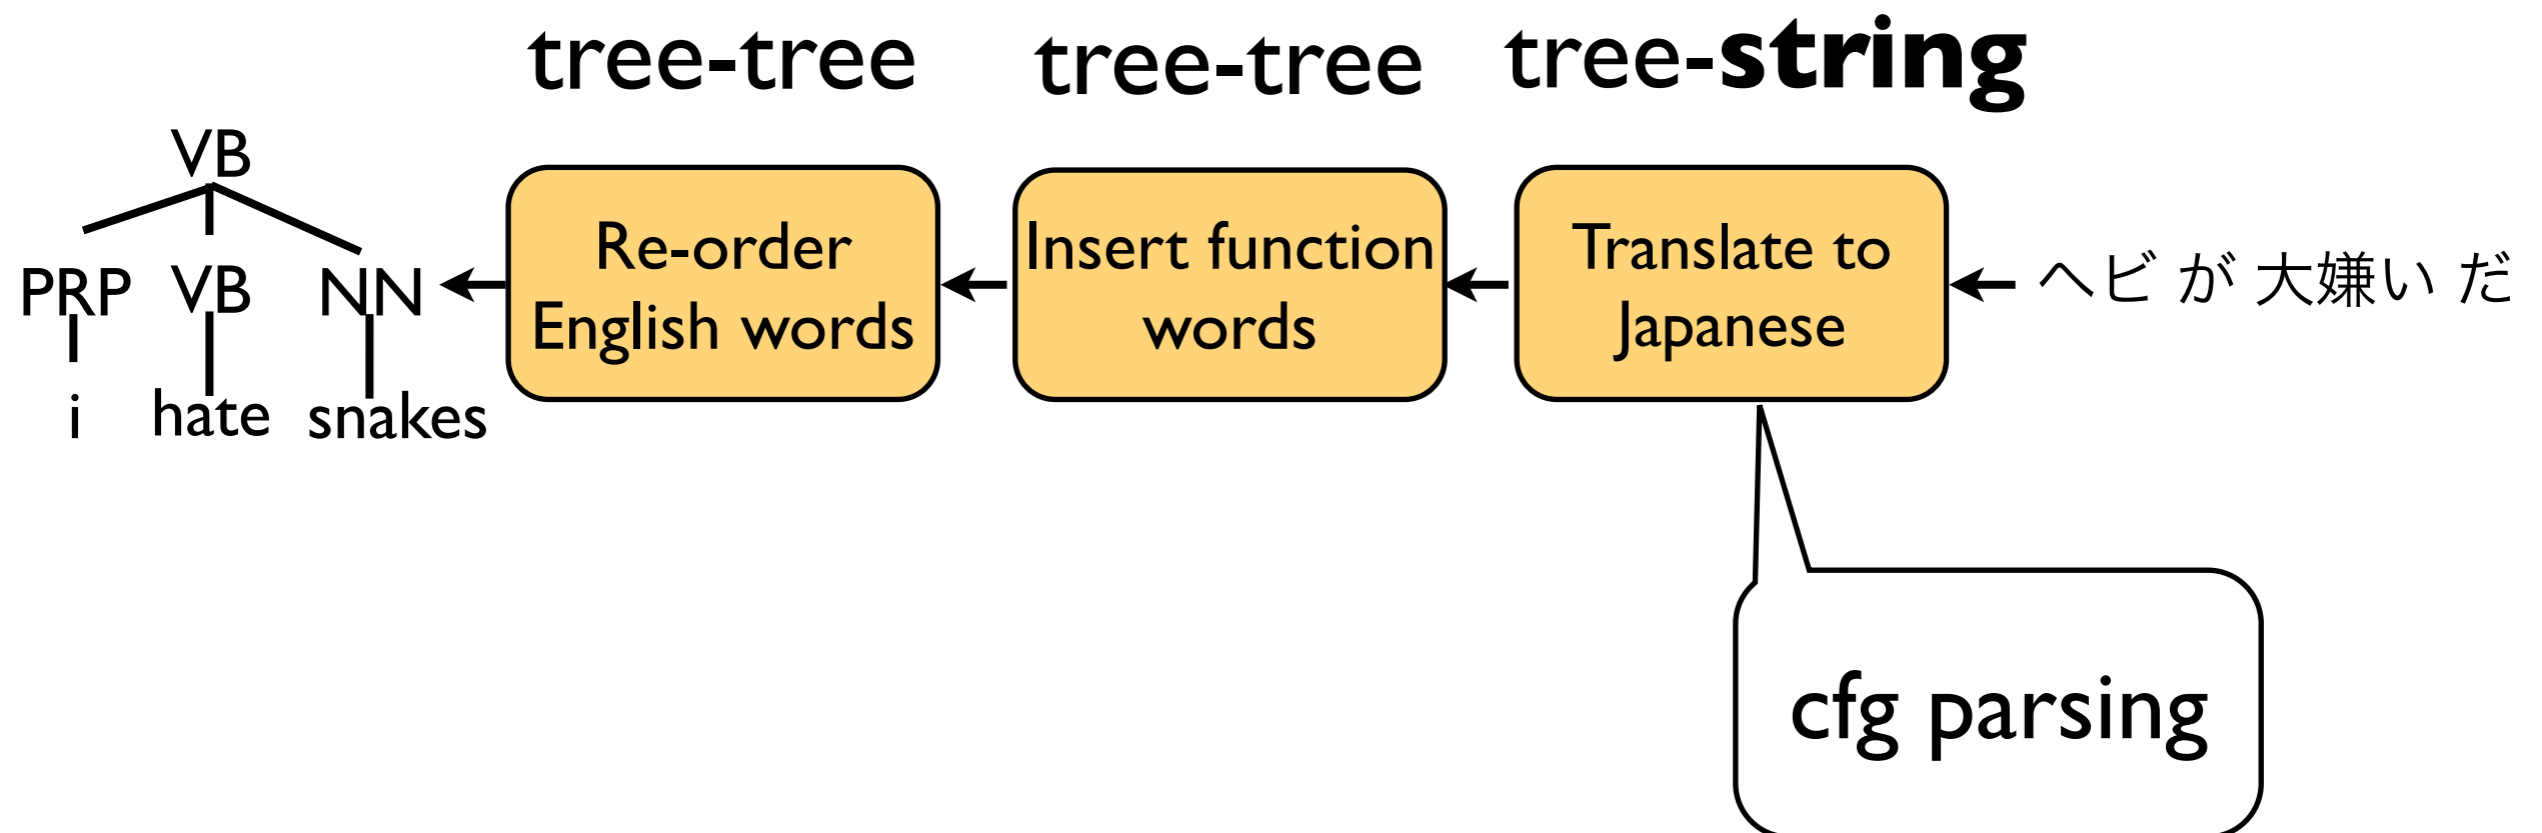 tree-tree tree-tree tree-string
VB
PRP VB NN
i hate snakes
Re-order
English words
Insert function
words
Translate to
Japanese
ヘビ が 大嫌い だ
cfg parsing